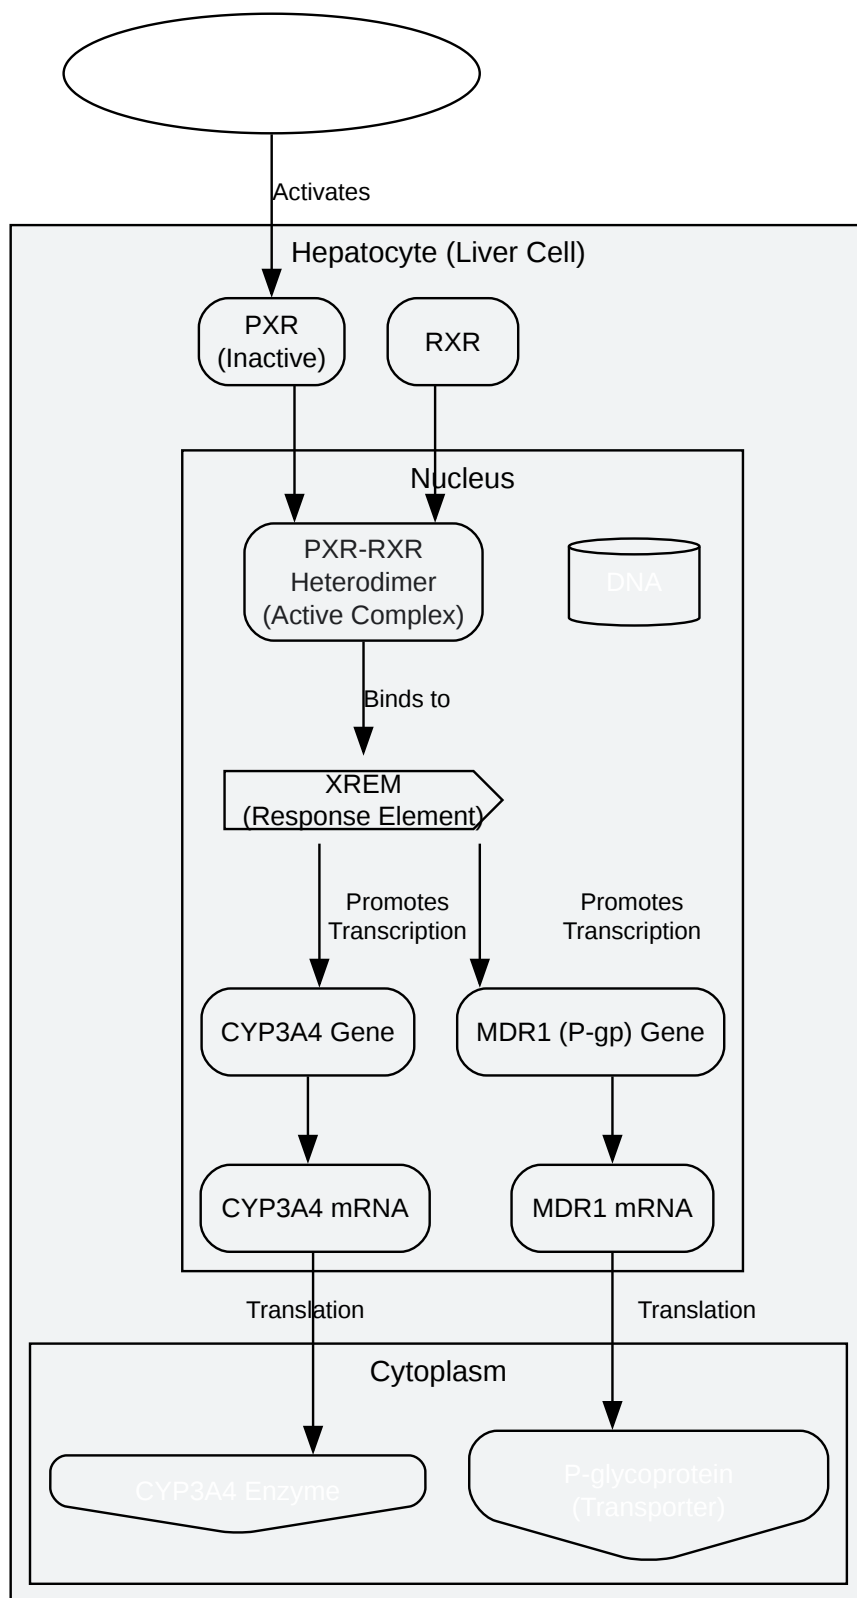 Activates
Hepatocyte (Liver Cell)
PXR
(Inactive)
RXR
Nucleus
PXR-RXR
Heterodimer
(Active Complex)
DNA
Binds to
XREM
(Response Element)
Promotes
Transcription
Promotes
Transcription
CYP3A4 Gene
MDR1 (P-gp) Gene
CYP3A4 mRNA
MDR1 mRNA
Translation
Translation
Cytoplasm
CYP3A4 Enzyme
P-glycoprotein
(Transporter)